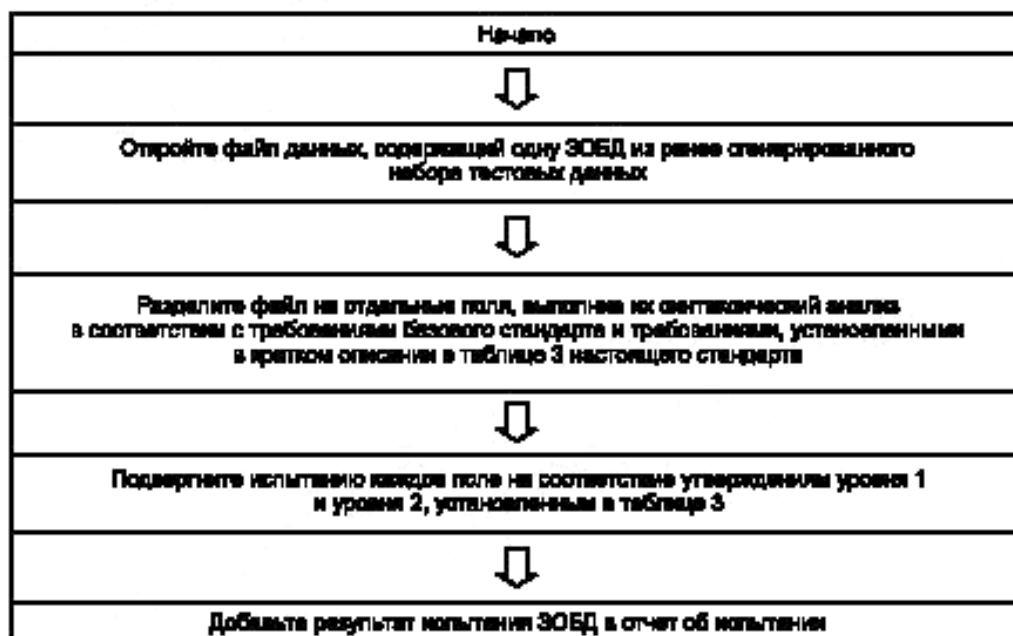 Начало
Откройте файл данных, содержащей одну ЗОБД из ранее сгенерированного
набора тестовых данных
Разделите файл на отдельные поля, выполнив их синтаксический анализ
в соответствии с требованиями базового стандарта и требованиями, установленными
в кратком описании в таблице 3 настоящего стандарта
Подвергните испытанию каждое поле на соответствие утверждениям уровня 1
и уровня 2, установленным в таблице 3
Добавьте результат испытания ЗОБД в отчет об испытании